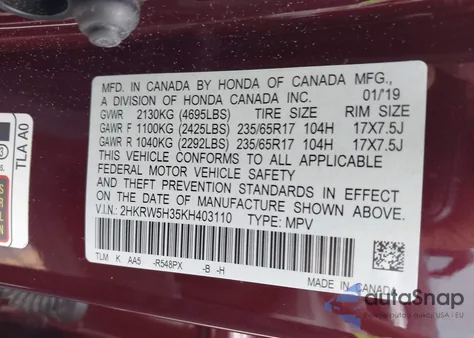 MFD. IN CANADA BY HONDA OF CANADA MFG.,
A DIVISION OF HONDA CANADA INC. 01/'19
GVWR 2130KG (4695LBS) TIRE SIZE RIM SIZE
GAWR F 1100KG (2425LBS) 235/65R17 104H 17X7.5J
GAWR R 1040KG (2292LBS) 235/65R17 104H 17X7.5J
THIS VEHICLE CONFORMS TO ALL APPLICABLE
FEDERAL MOTOR VEHICLE SAFETY
AND THEFT PREVENTION STANDARDS IN EFFECT
ON THE DATE OF MANUFACTURE SHOWN ABOVE.
V.I.N.: 2HKRW5H35KH403110 TYPE: MPV
TLM K AA5 -R548PX -B -H
MADE IN CANADA
TLA A0
autaSnap